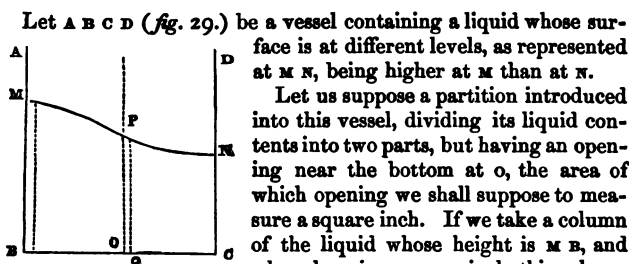 Let A B C D (fig. 29.) be a vessel containing a liquid whose sur-
face is at different levels, as represented
at M N, being higher at M than at N.
Let us suppose a partition introduced
into this vessel, dividing its liquid con-
tents into two parts, but having an open-
ing near the bottom at O, the area of
which opening we shall suppose to mea-
sure a square inch. If we take a column
of the liquid whose height is M B, and
A
D
M
P
N
B
O
C